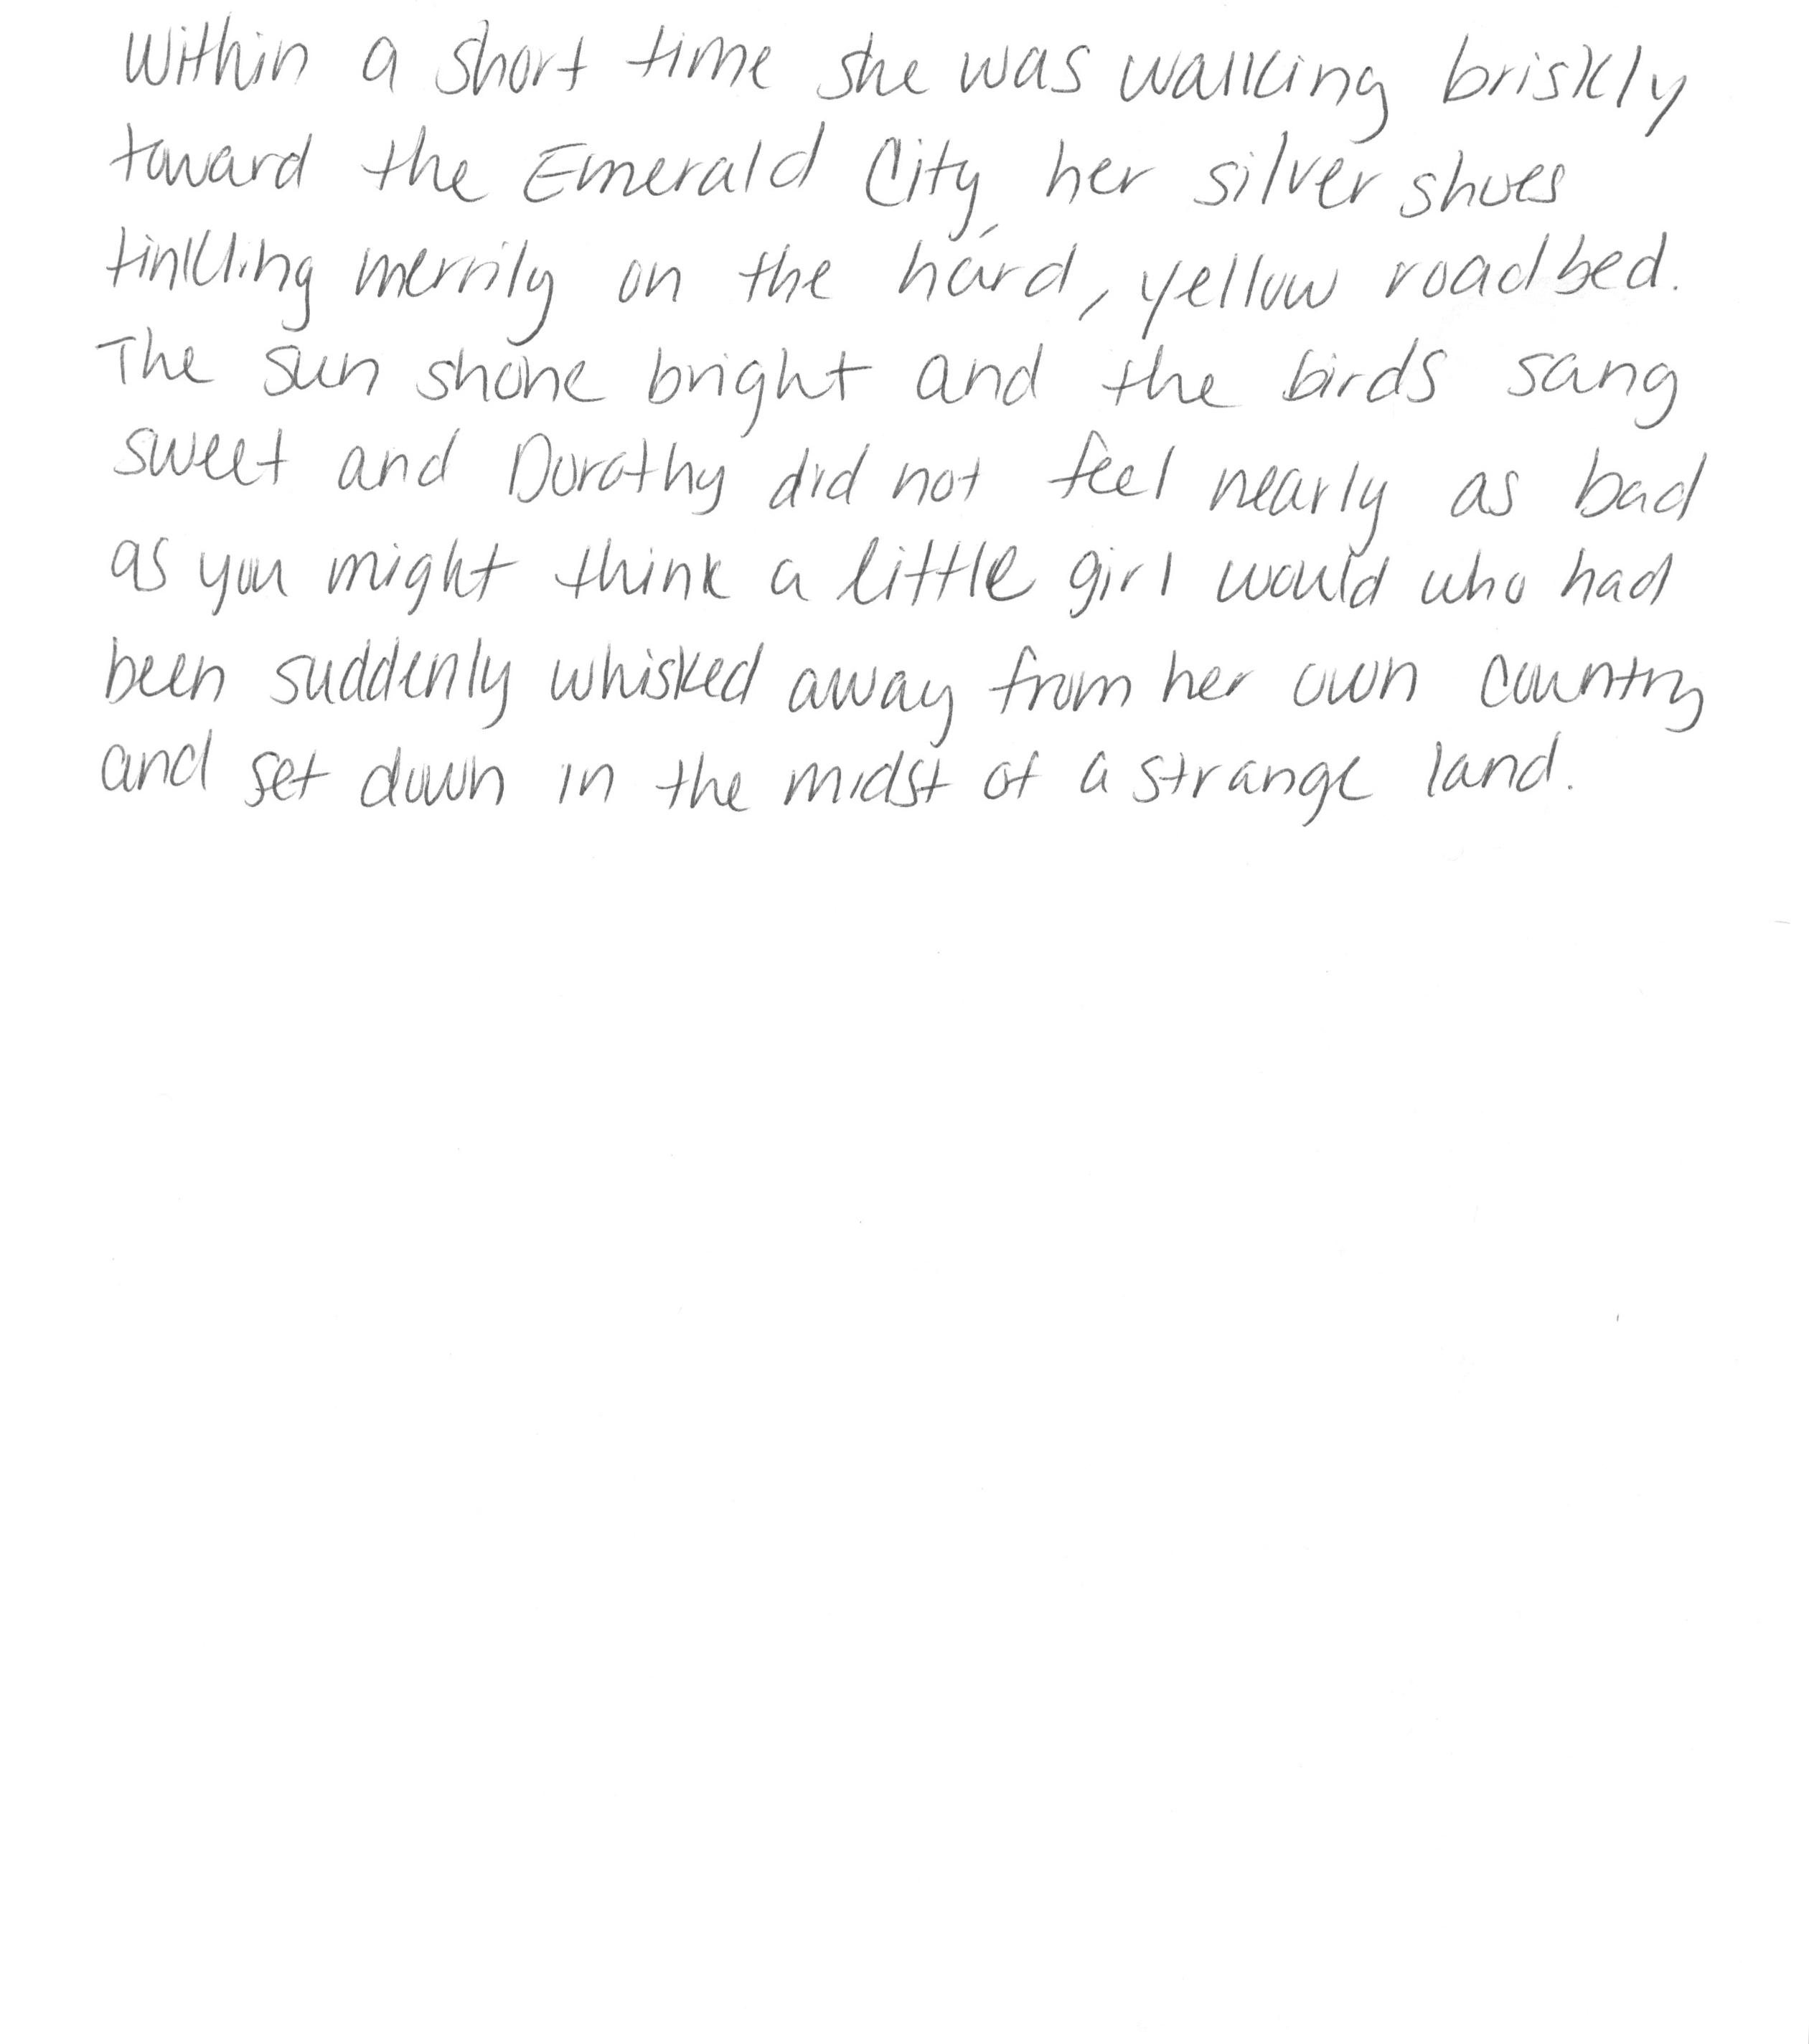 Within a short time she was walking briskly
toward the Emerald City, her silver shoes
tinkling merrily on the hard, yellow roadbed.
The sun shone bright and the birds sang
sweet and Dorothy did not feel nearly as bad
as you might think a little girl would who had
been suddenly whisked away from her own country
and set down in the midst of a strange land.